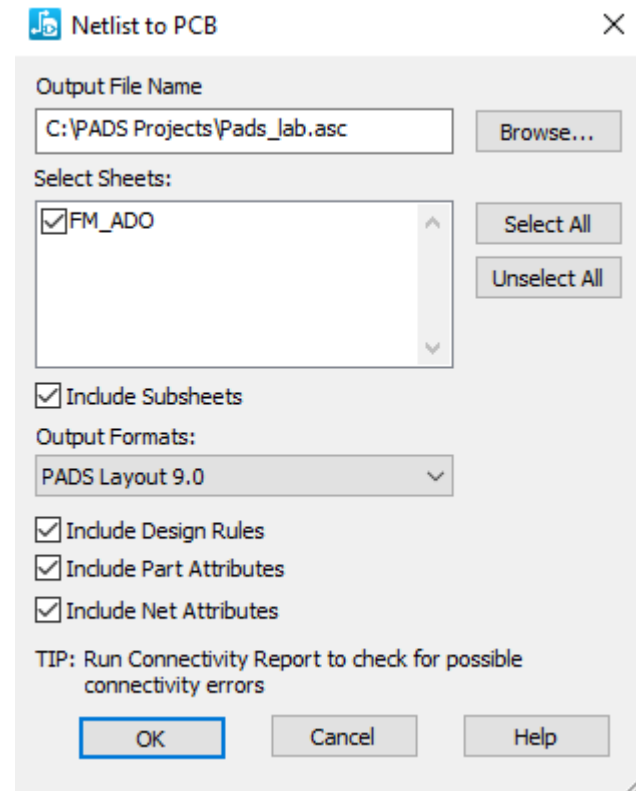 Netlist to PCB
Output File Name
C:\PADS Projects\Pads_lab.asc
Browse...
Select Sheets:
FM_ADO
Select All
Unselect All
Include Subsheets
Output Formats:
PADS Layout 9.0
Include Design Rules
Include Part Attributes
Include Net Attributes
TIP: Run Connectivity Report to check for possible
connectivity errors
OK Cancel Help